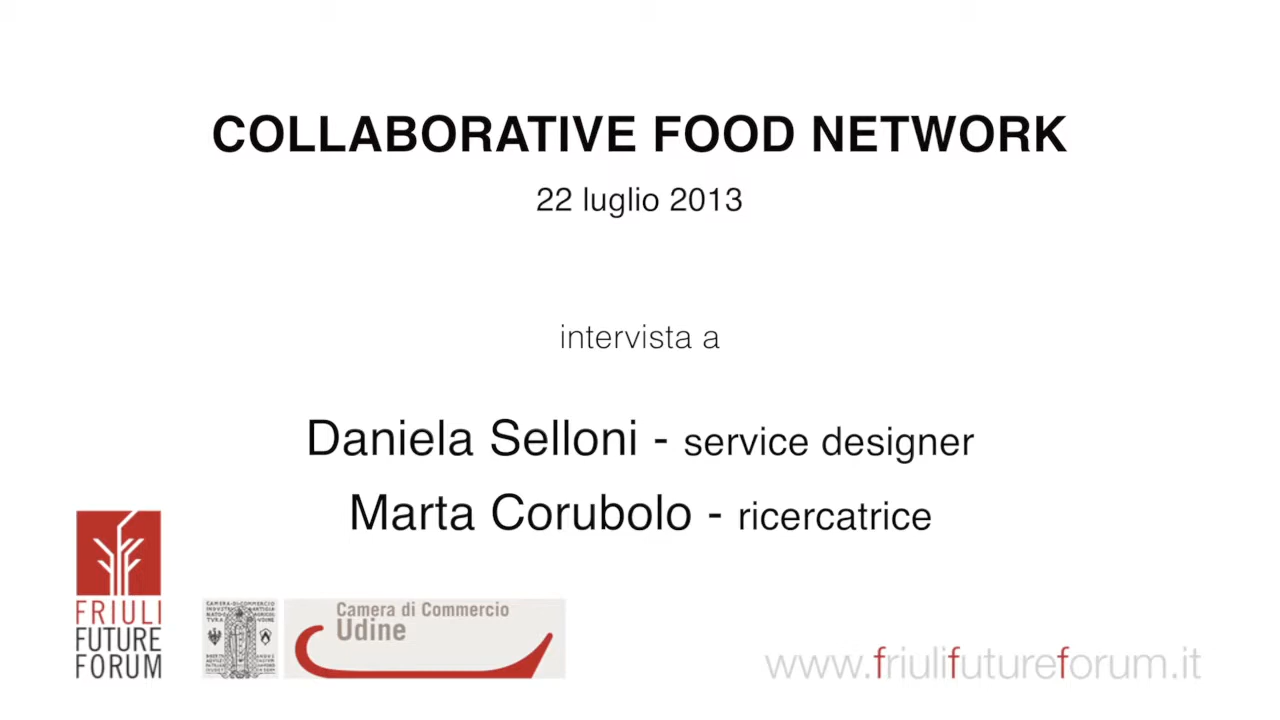 COLLABORATIVE FOOD NETWORK
22 luglio 2013
intervista a
Daniela Selloni - service designer
Marta Corubolo - ricercatrice
FRIULI
FUTURE
FORUM
Camera di Commercio
Udine
www.friulifutureforum.it